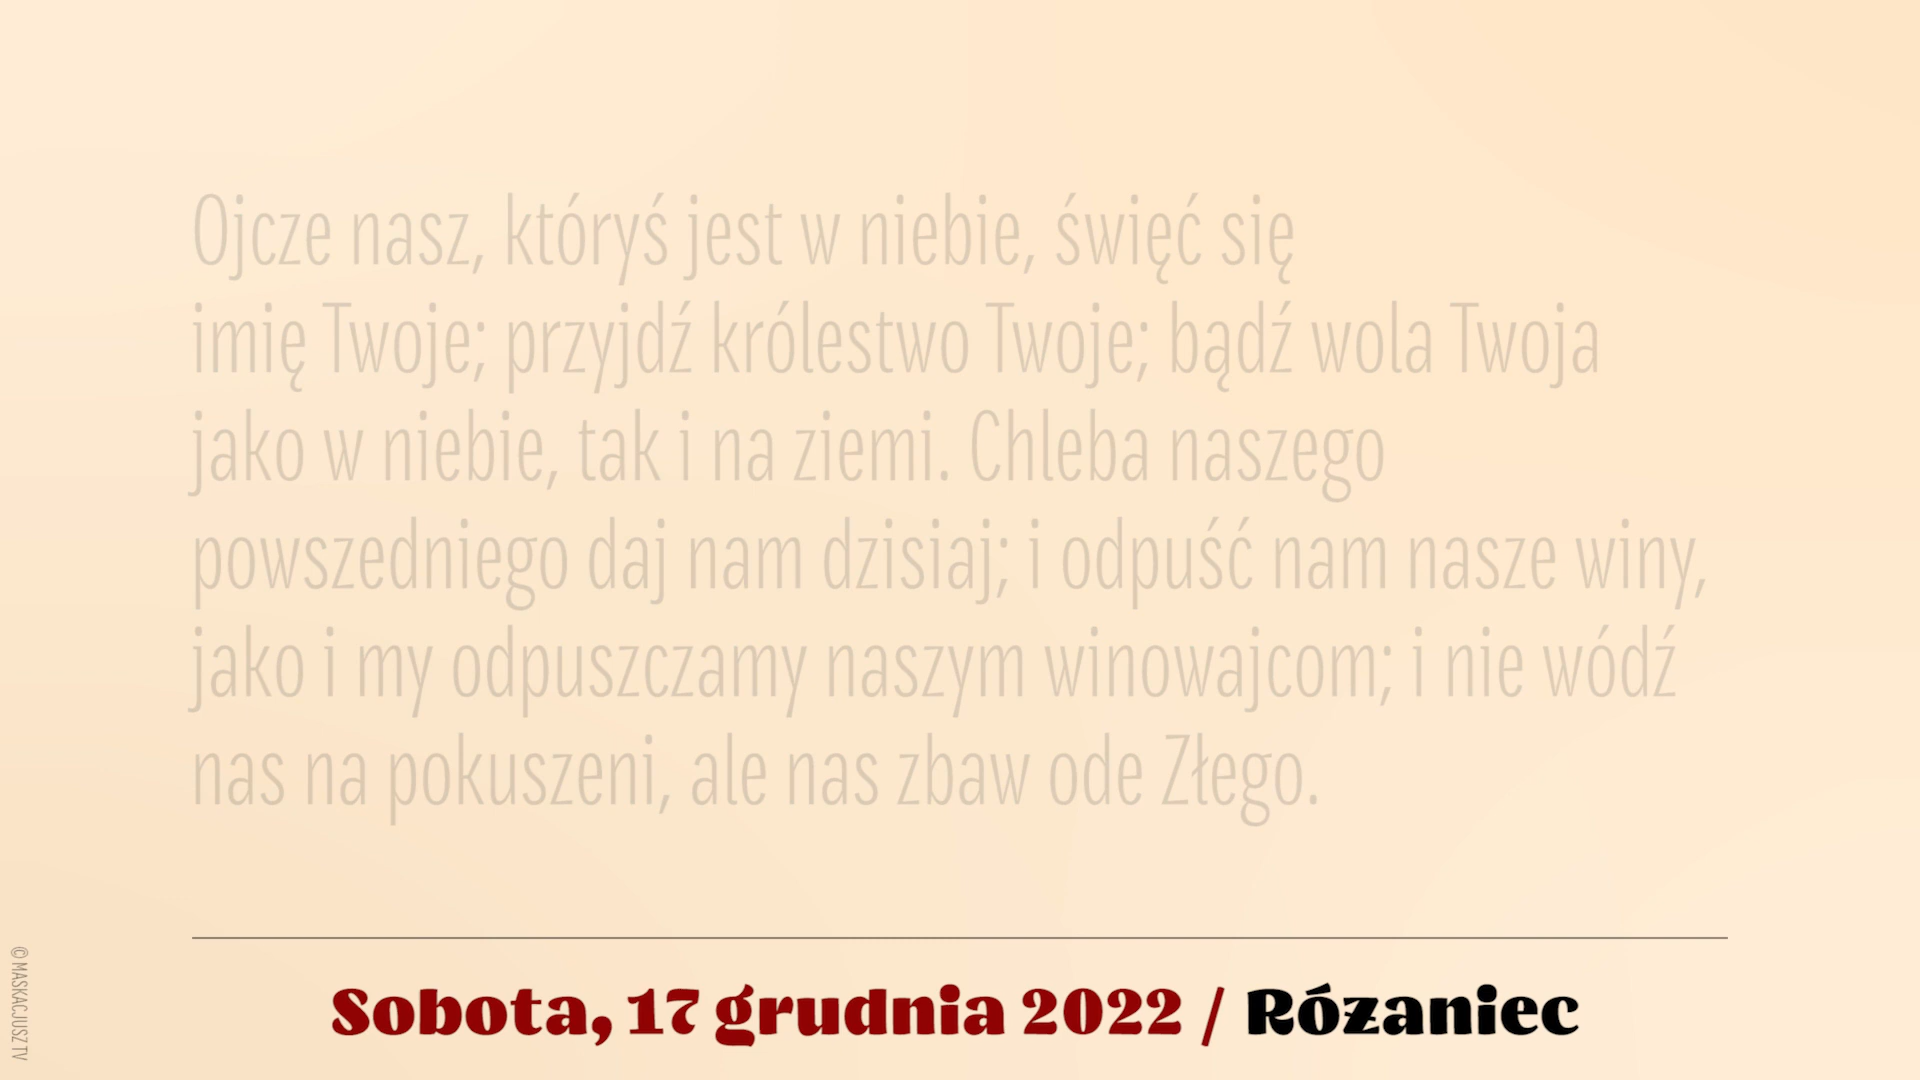 Ojcze nasz, któryś jest w niebie, święć się
imię Twoje; przyjdź królestwo Twoje; bądź wola Twoja
jako w niebie, tak i na ziemi. Chleba naszego
powszedniego daj nam dzisiaj; i odpuść nam nasze winy,
jako i my odpuszczamy naszym winowajcom; i nie wódź
nas na pokuszeni, ale nas zbaw ode Złego.
Sobota, 17 grudnia 2022 / Różaniec
© MASKACJUSZ TV